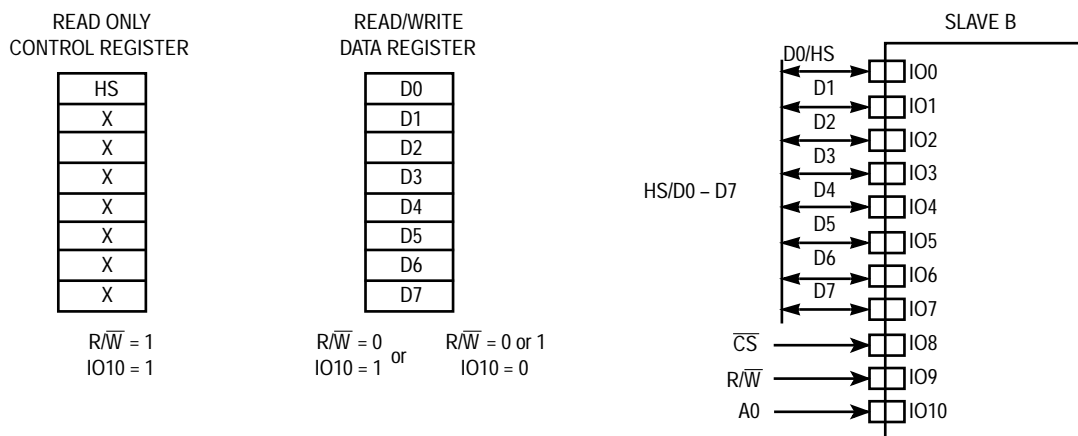 READ ONLY
CONTROL REGISTER
HS
X
X
X
X
X
X
X
R/W̅ = 1
IO10 = 1
READ/WRITE
DATA REGISTER
D0
D1
D2
D3
D4
D5
D6
D7
R/W̅ = 0
IO10 = 1
or
R/W̅ = 0 or 1
IO10 = 0
SLAVE B
HS/D0 – D7
D0/HS IO0
D1 IO1
D2 IO2
D3 IO3
D4 IO4
D5 IO5
D6 IO6
D7 IO7
C̅S̅ IO8
R/W̅ IO9
A0 IO10